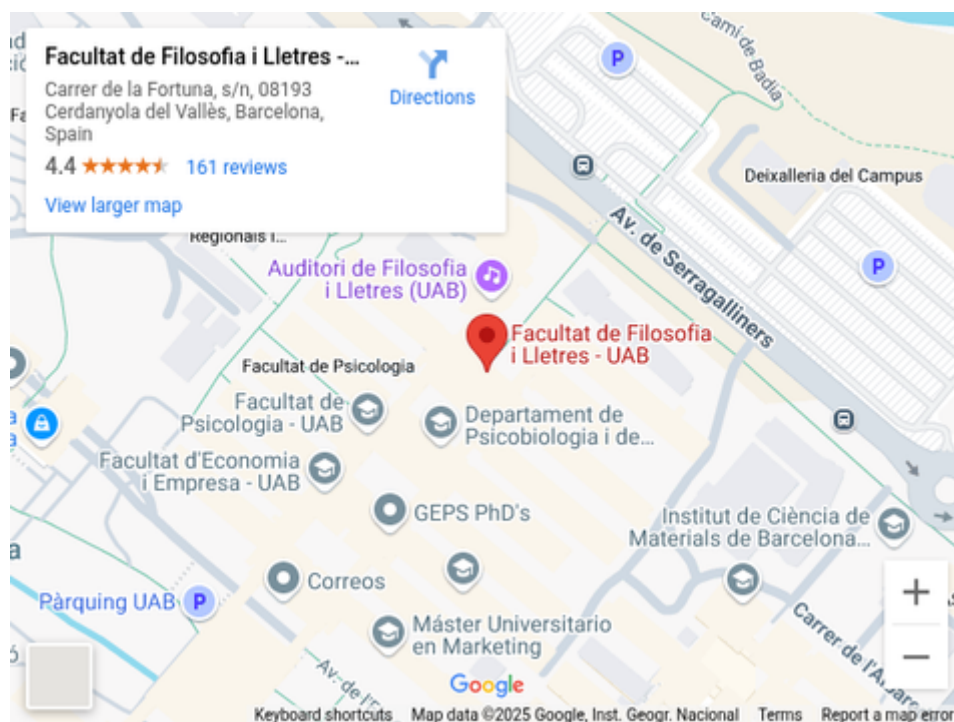 Facultat de Filosofia i Lletres -...
Carrer de la Fortuna, s/n, 08193
Cerdanyola del Vallès, Barcelona,
Spain
4.4
161 reviews
View larger map
Directions
Regionals i...
Camí de
Badia
P
Deixalleria del Campus
Av. de Serragalliners
P
Auditori de Filosofia
i Lletres (UAB)
Facultat de Filosofia
i Lletres - UAB
Facultat de Psicologia
Facultat de
Psicologia - UAB
Departament de
Psicobiologia i de...
Facultat d'Economia
i Empresa - UAB
GEPS PhD's
Institut de Ciència de
Materials de Barcelona...
Correos
Pàrquing UAB
P
Máster Universitario
en Marketing
Carrer de
Av. de
+
−
Google
Keyboard shortcuts
Map data ©2025 Google, Inst. Geogr. Nacional
Terms
Report a map error